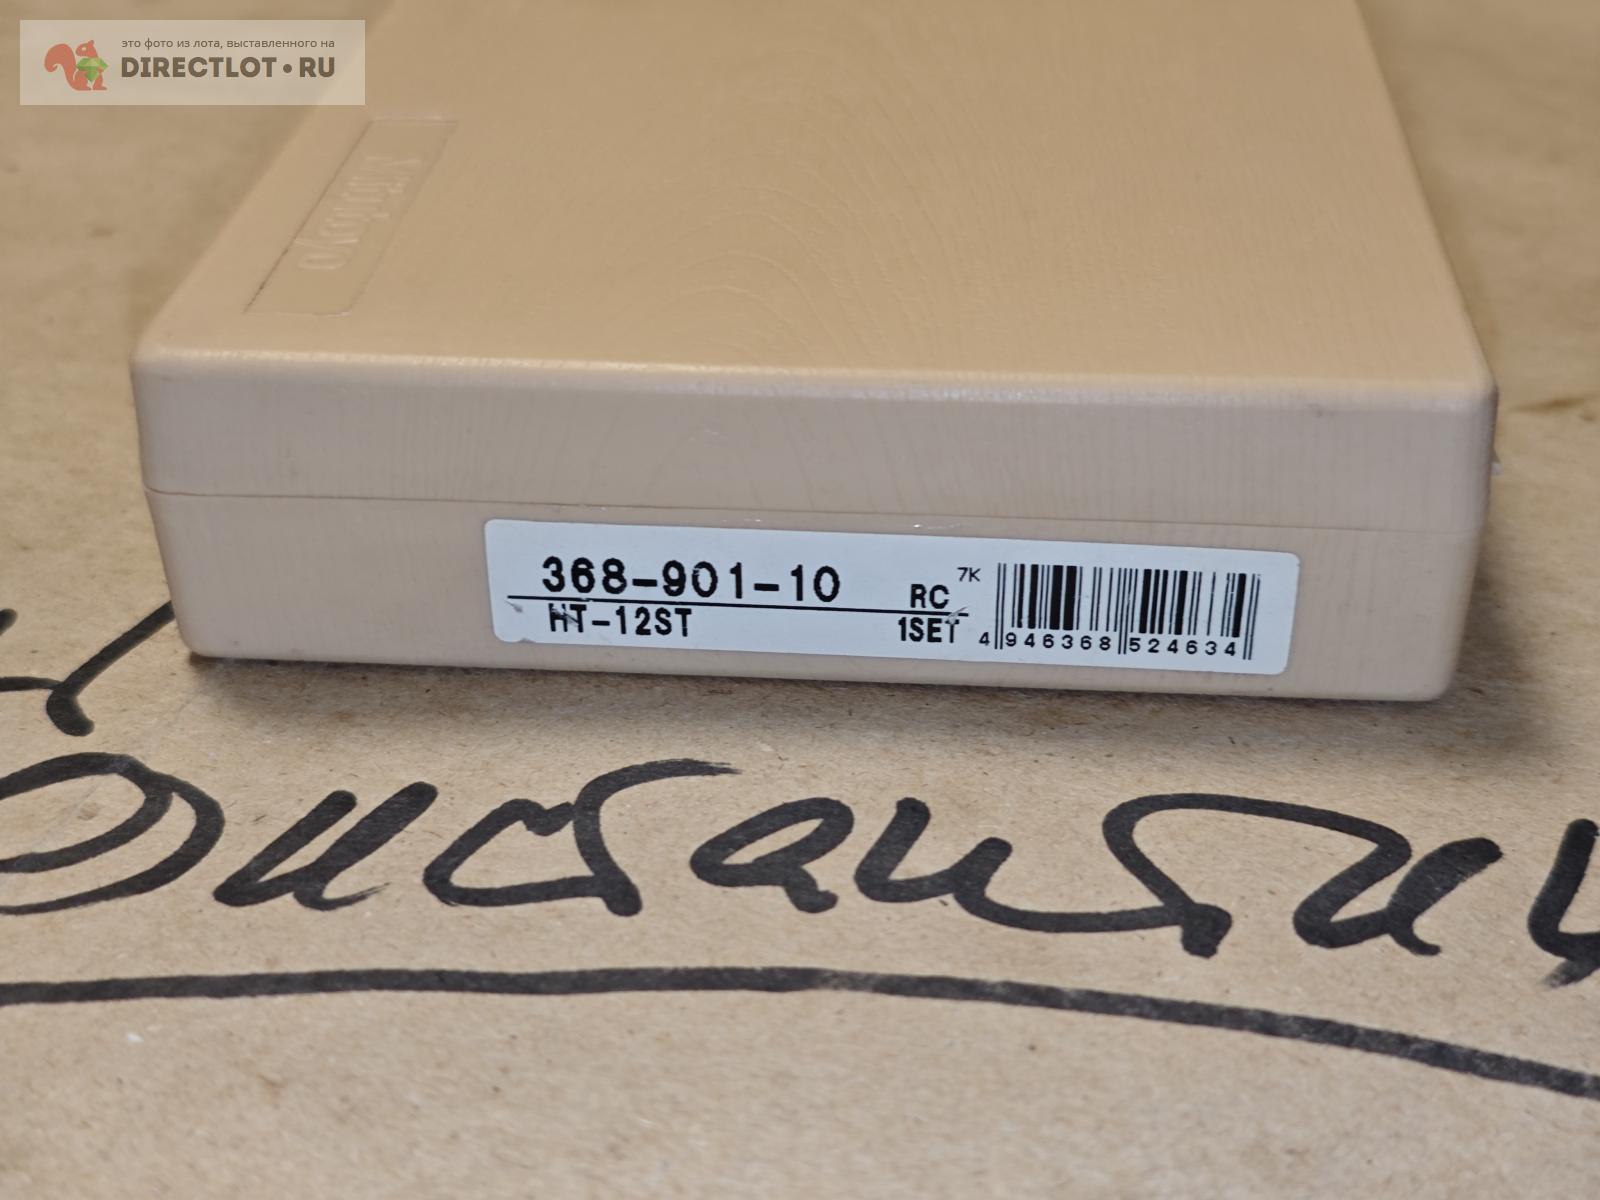 это фото из лота, выставленного на
DIRECTLOT•RU
Mitutoyo
368-901-10
RC
7K
HT-12ST
1SET
4 946368 524634
Дистанти